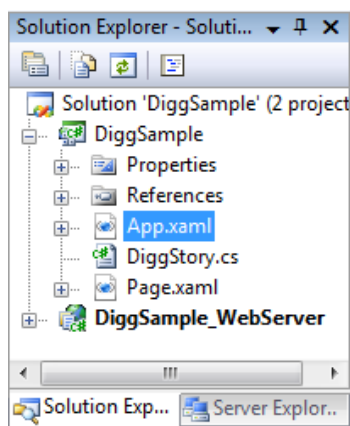 Solution Explorer - Soluti...
Solution 'DiggSample' (2 project
DiggSample
Properties
References
App.xaml
DiggStory.cs
Page.xaml
DiggSample_WebServer
Solution Exp... Server Explor..